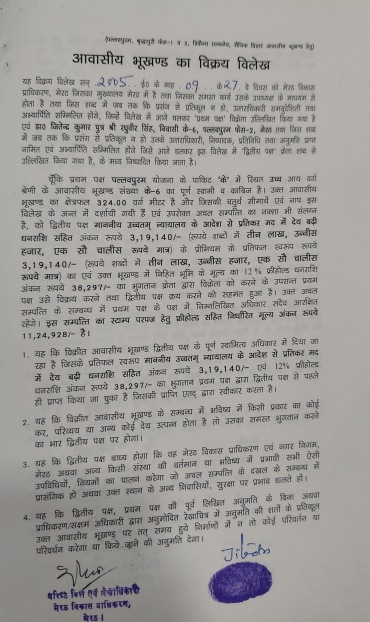 (पल्लवपुरम, श्रद्धापुरी फेस-1 व 2, डिफेन्स एन्क्लेव, सैनिक विहार आवासीय भूखण्ड हेतु)
आवासीय भूखण्ड का विक्रय विलेख
यह विक्रय विलेख सन् 2005 ई० के माह 09 के 27 वे दिवस को मेरठ विकास
प्राधिकरण, मेरठ जिसका मुख्यालय मेरठ में है तथा जिसका समस्त कार्य उसके उपाध्यक्ष के माध्यम से
होता है तथा जिस शब्द में जब तक कि प्रसंग से प्रतिकूल न हो, उत्तराधिकारी समनुदेशिती तथा
अभ्यार्पिति सम्मिलित होंगे, जिन्हें विलेख में आगे चलकर 'प्रथम पक्ष' विक्रेता उल्लिखित किया गया है
एवं डा० जितेन्द्र कुमार पुत्र श्री रघुवीर सिंह, निवासी के-6, पल्लवपुरम फेस-2, मेरठ तथा जिस शब्द
में जब तक कि प्रसंग से प्रतिकूल न हो उनके उत्तराधिकारी, निष्पादक, प्रतिनिधि तथा अनुमति प्राप्त
नामित एवं अभ्यार्पिति सम्मिलित होंगे जिसे आगे चलकर इस विलेख में द्वितीय पक्ष' क्रेता शब्द से
उल्लिखित किया गया है, के मध्य निष्पादित किया जाता है।
चूँकि प्रथम पक्ष पल्लवपुरम योजना के पाकिट 'के' में स्थित उच्च आय वर्ग
श्रेणी के आवासीय भूखण्ड संख्या के-6 का पूर्ण स्वामी व काबिज है। उक्त आवासीय
भूखण्ड का क्षेत्रफल 324.00 वर्ग मीटर है और जिसकी चतुर्थ सीमायें एवं नाप इस
विलेख के अन्त में दर्शायी गयी हैं एवं उपरोक्त अचल सम्पत्ति का नक्शा भी संलग्न
है, को द्वितीय पक्ष माननीय उच्चतम न्यायालय के आदेश से प्रतिकर मद में देय बढ़ी
धनराशि सहित अंकन रूपये 3,19,140/- (रूपये शब्दों में तीन लाख, उन्नीस
हजार, एक सौ चालीस रूपये मात्र) के प्रीमियम के प्रतिफल स्वरूप रूपये
3,19,140/- (रूपये शब्दों में तीन लाख, उन्नीस हजार, एक सौ चालीस
रूपये मात्र) का एवं उक्त भूखण्ड में निहित भूमि के मूल्य का 12% फ्रीहोल्ड धनराशि
अंकन रूपये 38,297/- का भुगतान क्रेता द्वारा विक्रेता को करने के उपरान्त प्रथम
पक्ष उसे विक्रय करने तथा द्वितीय पक्ष क्रय करने को सहमत हुआ है। उक्त अचल
सम्पत्ति के सम्बन्ध में प्रथम पक्ष के पक्ष में निम्नलिखित अधिकार सदैव आरक्षित
रहेंगे। इस सम्पत्ति का स्टाम्प परपज हेतु फ्रीहोल्ड सहित निर्धारित मूल्य अंकन रूपये
11,24,928/- है।
1. यह कि विक्रीत आवासीय भूखण्ड द्वितीय पक्ष के पूर्ण स्वामित्व अधिकार में दिया जा
रहा है जिसके प्रतिफल स्वरूप माननीय उच्चतम् न्यायालय के आदेश से प्रतिकर मद
में देय बढ़ी धनराशि सहित अंकन रूपये 3,19,140/- एवं 12% फ्रीहोल्ड
धनराशि अंकन रूपये 38,297/- का भुगतान प्रथम पक्ष द्वारा द्वितीय पक्ष से पहले
ही प्राप्त किया जा चुका है जिसकी प्राप्ति एतद् द्वारा स्वीकार करता है।
2. यह कि विक्रीत आवासीय भूखण्ड के सम्बन्ध में भविष्य में किसी प्रकार का कोई
कर, परिव्यय या अन्य कोई देय उत्पन्न होता है तो उसका समस्त भुगतान करने
का भार द्वितीय पक्ष पर होगा।
3. यह कि द्वितीय पक्ष बाध्य होगा कि वह मेरठ विकास प्राधिकरण एवं नगर निगम,
मेरठ अथवा अन्य किसी संस्था की वर्तमान या भविष्य में प्रभावी सभी ऐसी
उपविधियों, नियमों का पालन करेगा जो अचल सम्पत्ति के दखल के सम्बन्ध में
प्रासंगिक हो अथवा उक्त स्थान के अन्य निवासियों, सुरक्षा पर प्रभाव डालते हों।
4. यह कि द्वितीय पक्ष, प्रथम पक्ष की पूर्व लिखित अनुमति के बिना अथवा
प्राधिकरण/सक्षम अधिकारी द्वारा अनुमोदित रेखाचित्र में अनुमति की शर्तो के प्रतिकूल
उक्त आवासीय भूखण्ड पर तत् समय हुये निर्माणों में न तो कोई परिवर्तन या
परिवर्धन करेगा या किये जाने की अनुमति देगा।
वरिष्ठ वित्त एवं लेखाधिकारी
मेरठ विकास प्राधिकरण,
मेरठ।